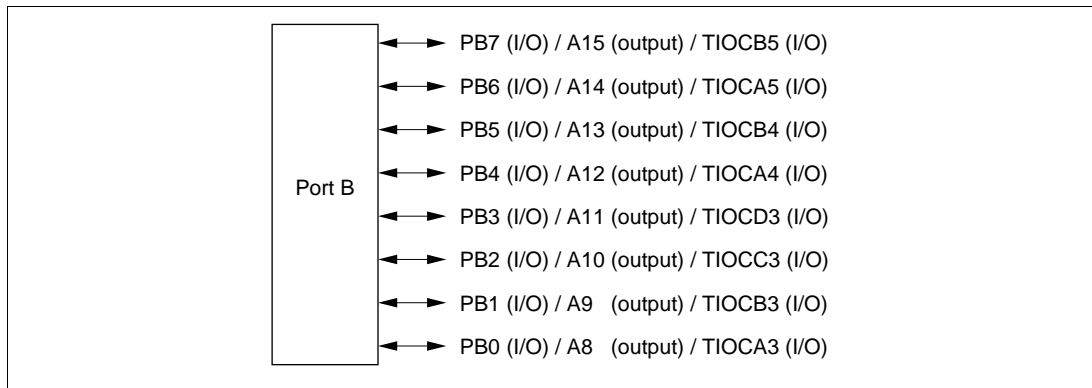 PB7 (I/O) / A15 (output) / TIOCB5 (I/O)
PB6 (I/O) / A14 (output) / TIOCA5 (I/O)
PB5 (I/O) / A13 (output) / TIOCB4 (I/O)
PB4 (I/O) / A12 (output) / TIOCA4 (I/O)
Port B
PB3 (I/O) / A11 (output) / TIOCD3 (I/O)
PB2 (I/O) / A10 (output) / TIOCC3 (I/O)
PB1 (I/O) / A9 (output) / TIOCB3 (I/O)
PB0 (I/O) / A8 (output) / TIOCA3 (I/O)